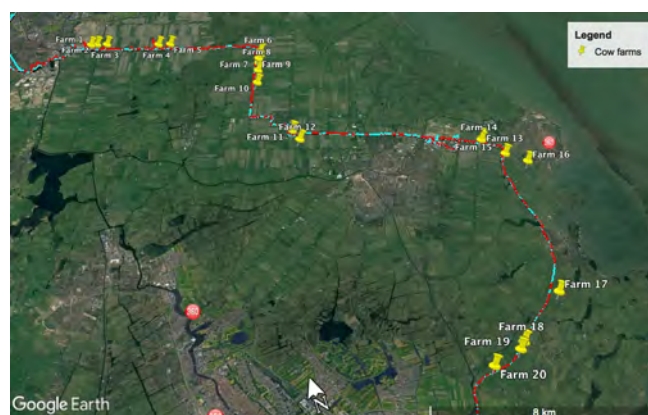 Legend
Cow farms
Farm 1
Farm 2
Farm 3
Farm 4
Farm 5
Farm 6
Farm 8
Farm 7
Farm 9
Farm 10
Farm 12
Farm 11
Farm 14
Farm 13
Farm 15
Farm 16
Farm 17
Farm 18
Farm 19
Farm 20
Google Earth
8 km